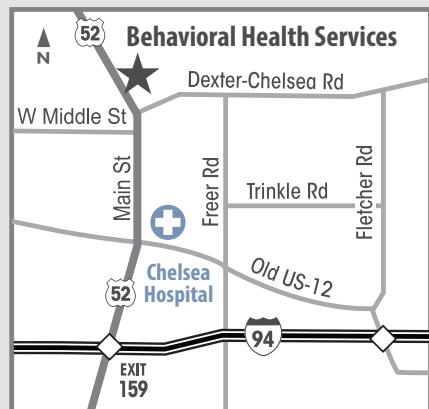 52
Behavioral Health Services
N
Dexter-Chelsea Rd
W Middle St
Main St
Freer Rd
Trinkle Rd
Fletcher Rd
Chelsea
Hospital
Old US-12
52
94
EXIT
159